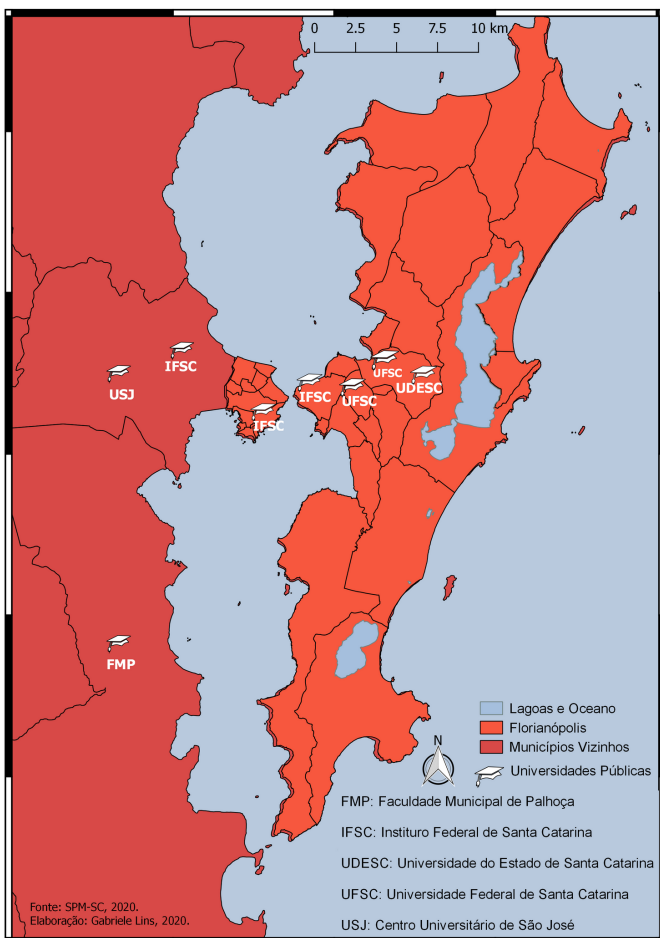 0 2.5 5 7.5 10 km
IFSC
USJ
UFSC
UDESC
IFSC
UFSC
IFSC
FMP
Lagoas e Oceano
Florianópolis
Municípios Vizinhos
N
Universidades Públicas
FMP: Faculdade Municipal de Palhoça
IFSC: Instituro Federal de Santa Catarina
UDESC: Universidade do Estado de Santa Catarina
UFSC: Universidade Federal de Santa Catarina
USJ: Centro Universitário de São José
Fonte: SPM-SC, 2020.
Elaboração: Gabriele Lins, 2020.